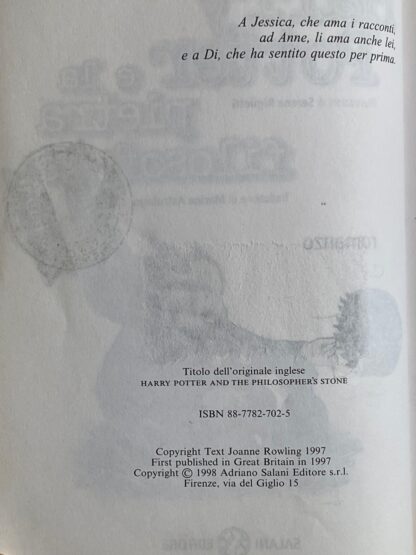 A Jessica, che ama i racconti,
ad Anne, li ama anche lei,
e a Di, che ha sentito questo per prima.
Titolo dell'originale inglese
HARRY POTTER AND THE PHILOSOPHER'S STONE
ISBN 88-7782-702-5
Copyright Text Joanne Rowling 1997
First published in Great Britain in 1997
Copyright © 1998 Adriano Salani Editore s.r.l.
Firenze, via del Giglio 15